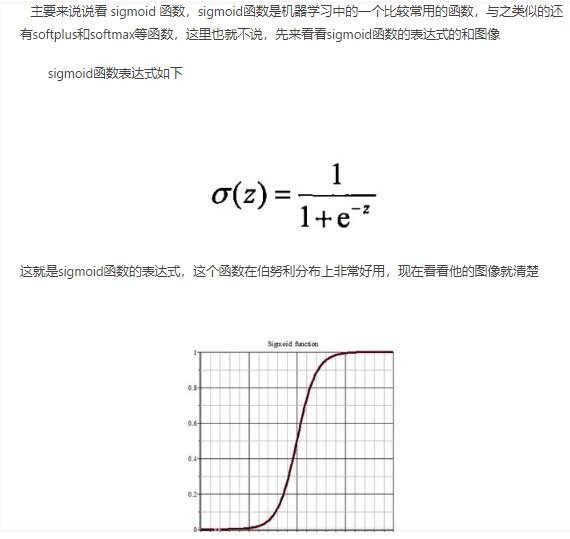 主要来说说看 sigmoid 函数，sigmoid函数是机器学习中的一个比较常用的函数，与之类似的还
有softplus和softmax等函数，这里也就不说，先来看看sigmoid函数的表达式的和图像
sigmoid函数表达式如下
σ(z) = 1 / (1+e^{-z})
这就是sigmoid函数的表达式，这个函数在伯努利分布上非常好用，现在看看他的图像就清楚
Sigmoid function
1
0.8
0.6
0.4
0.2
0